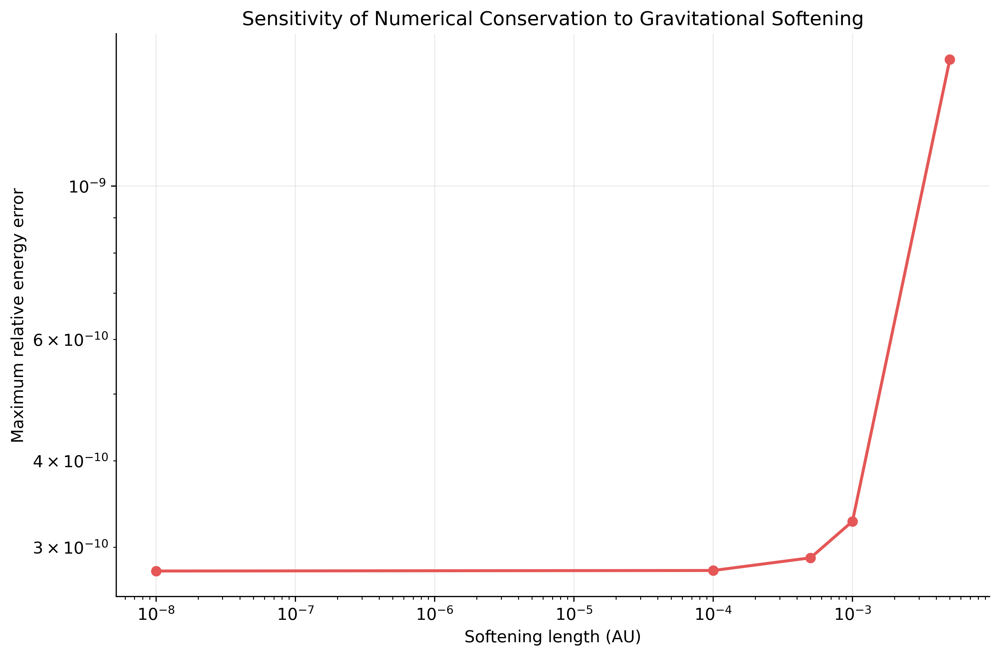 Sensitivity of Numerical Conservation to Gravitational Softening
Maximum relative energy error
10⁻⁹
6 × 10⁻¹⁰
4 × 10⁻¹⁰
3 × 10⁻¹⁰
10⁻⁸ 10⁻⁷ 10⁻⁶ 10⁻⁵ 10⁻⁴ 10⁻³
Softening length (AU)